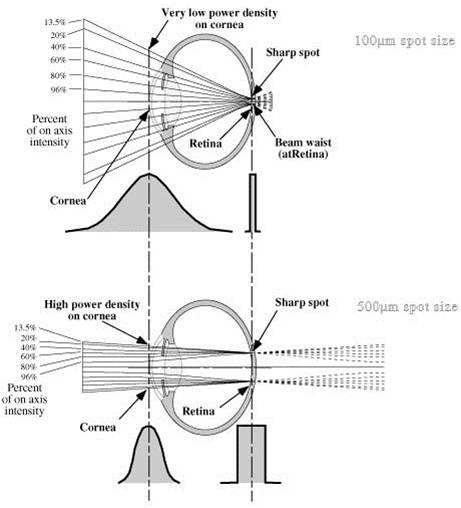 Very low power density
on cornea
13.5%
20%
40%
60%
80%
96%
Percent
of on axis
intensity
Sharp spot
100µm spot size
Retina
Beam waist
(atRetina)
Cornea
High power density
on cornea
Sharp spot
500µm spot size
13.5%
20%
40%
60%
80%
96%
Percent
of on axis
intensity
Retina
Cornea